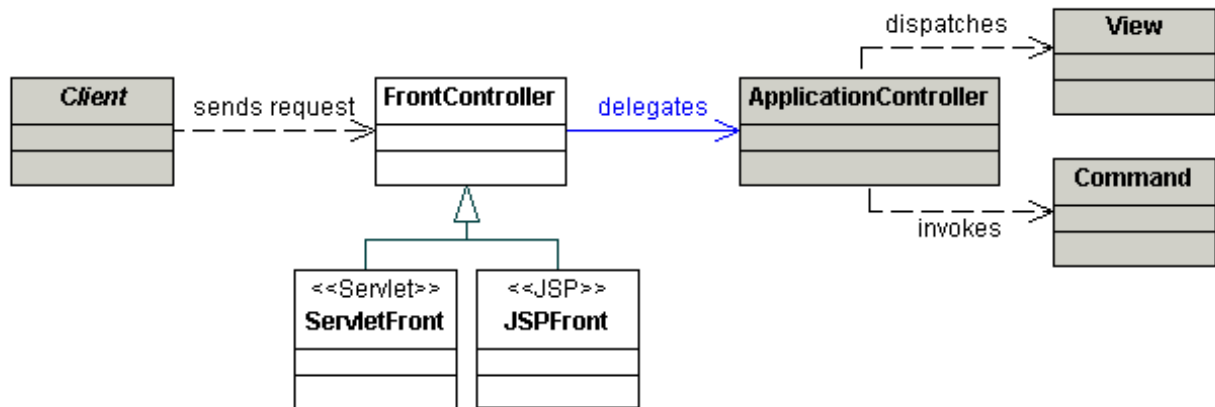 dispatches
View
Client
sends request
FrontController
delegates
ApplicationController
Command
invokes
<<Servlet>>
ServletFront
<<JSP>>
JSPFront